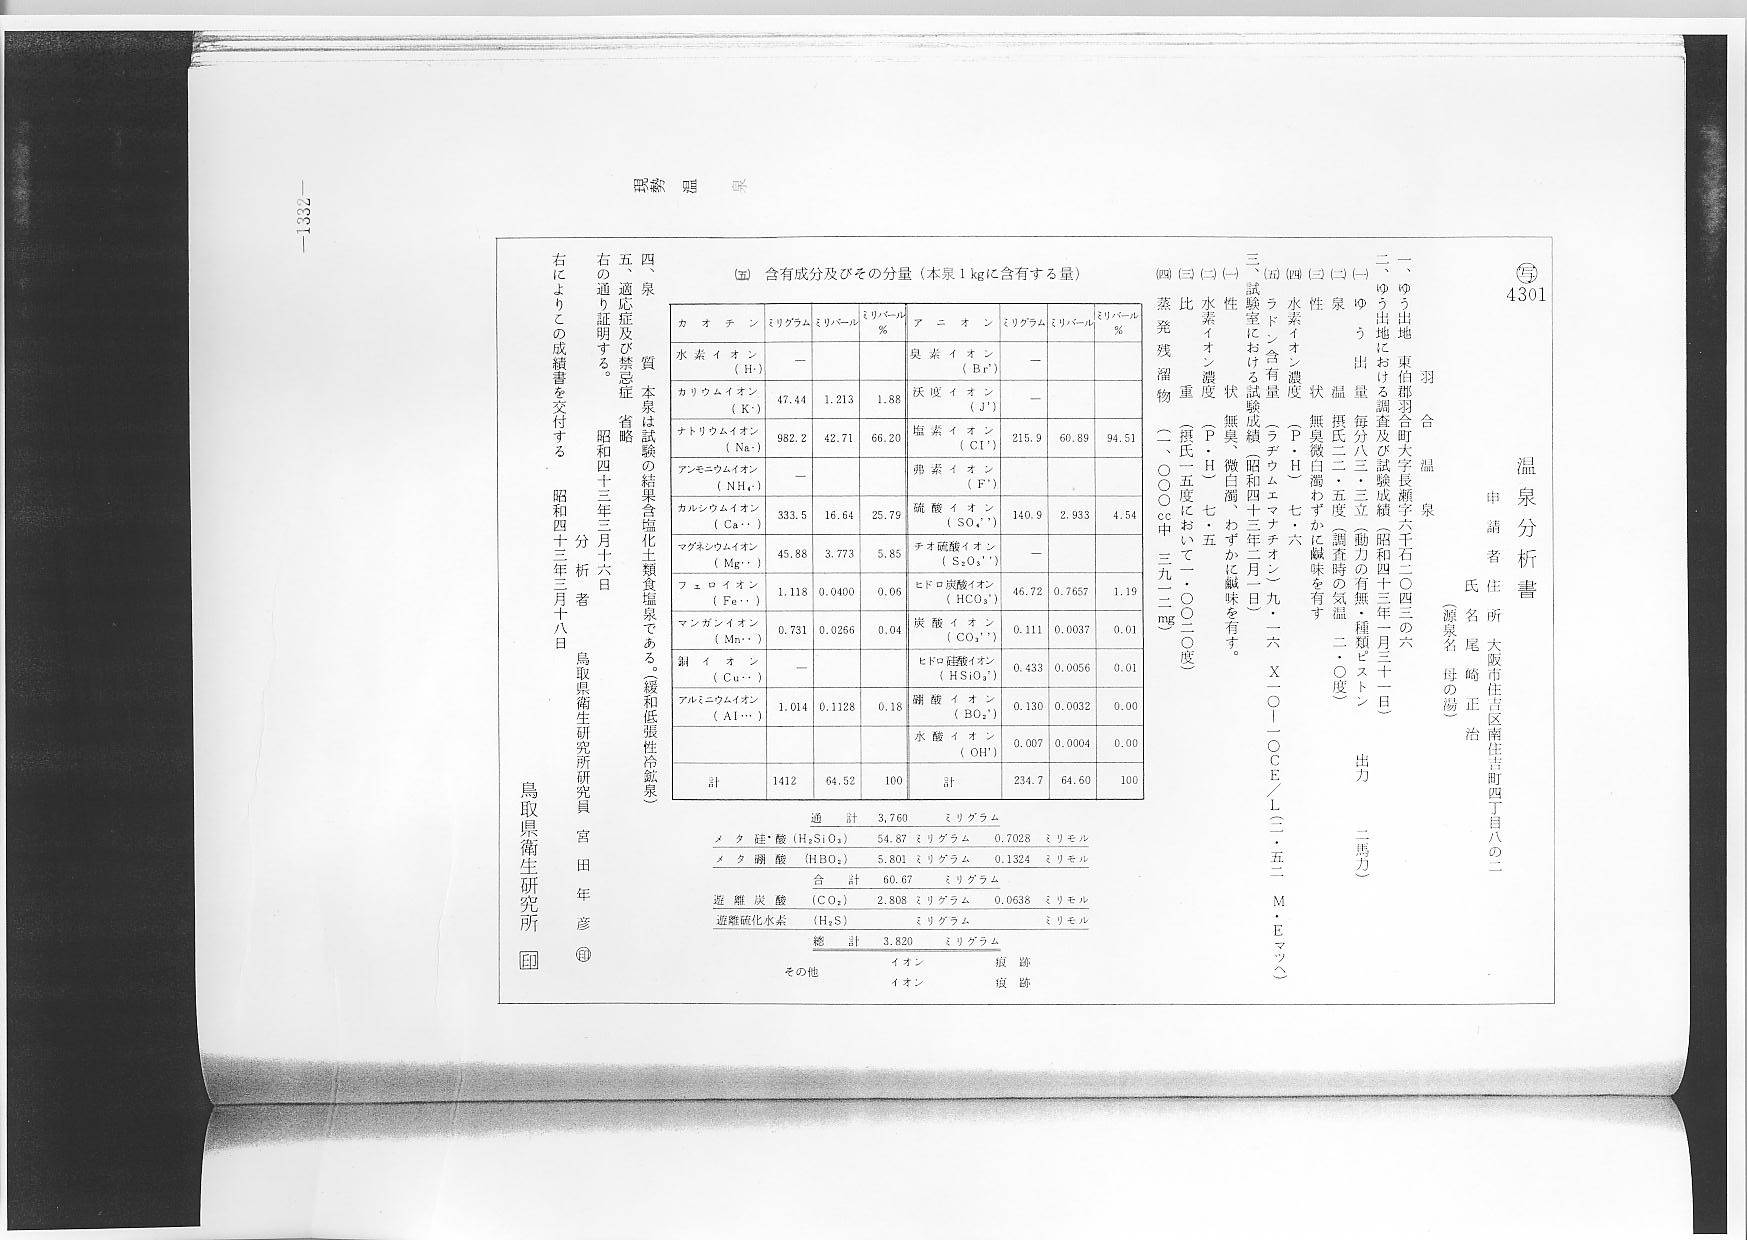 現勢 温 泉
—1332—
㊢
4301
温泉分析書
申請者 住所 大阪市住吉区南住吉町四丁目八の二
氏名 尾崎正治
(源泉名 母の湯)
羽合温泉
一、ゆう出地 東伯郡羽合町大字長瀬字六千石二〇四三の六
二、ゆう出地における調査及び試験成績(昭和四十三年一月三十一日)
㈠ ゆう出量 毎分八三・三立(動力の有無・種類ピストン 出力 二馬力)
㈡ 泉温 摂氏二二・五度(調査時の気温 二・〇度)
㈢ 性状 無臭微白濁わずかに鹹味を有す
㈣ 水素イオン濃度 (P・H) 七・六
㈤ ラドン含有量 (ラヂウムエマナチオン)九・一六 X一〇—一〇CE/L(二・五二 M・Eマツヘ)
三、試験室における試験成績(昭和四十三年二月一日)
㈠ 性状 無臭、微白濁、わずかに鹹味を有す。
㈡ 水素イオン濃度 (P・H) 七・五
㈢ 比重 (摂氏一五度において一・〇〇二〇度)
㈣ 蒸発残溜物 (一、〇〇〇cc中 三九一二mg)
㈤ 含有成分及びその分量(本泉1kgに含有する量)
カオチン ミリグラム ミリバール ミリバール% アニオン ミリグラム ミリバール ミリバール%
水素イオン (H·) — 臭素イオン (Br') —
カリウムイオン (K·) 47.44 1.213 1.88 沃度イオン (J') —
ナトリウムイオン (Na·) 982.2 42.71 66.20 塩素イオン (Cl') 215.9 60.89 94.51
アンモニウムイオン (NH₄·) — 弗素イオン (F')
カルシウムイオン (Ca··) 333.5 16.64 25.79 硫酸イオン (SO₄'') 140.9 2.933 4.54
マグネシウムイオン (Mg··) 45.88 3.773 5.85 チオ硫酸イオン (S₂O₃'') —
フェロイオン (Fe··) 1.118 0.0400 0.06 ヒドロ炭酸イオン (HCO₃') 46.72 0.7657 1.19
マンガンイオン (Mn··) 0.731 0.0266 0.04 炭酸イオン (CO₃'') 0.111 0.0037 0.01
銅イオン (Cu··) — ヒドロ硅酸イオン (HSiO₃') 0.433 0.0056 0.01
アルミニウムイオン (Al···) 1.014 0.1128 0.18 硼酸イオン (BO₂') 0.130 0.0032 0.00
水酸イオン (OH') 0.007 0.0004 0.00
計 1412 64.52 100 計 234.7 64.60 100
通計 3,760 ミリグラム
メタ硅・酸 (H₂SiO₃) 54.87 ミリグラム 0.7028 ミリモル
メタ硼酸 (HBO₂) 5.801 ミリグラム 0.1324 ミリモル
合計 60.67 ミリグラム
遊離炭酸 (CO₂) 2.808 ミリグラム 0.0638 ミリモル
遊離硫化水素 (H₂S) ミリグラム ミリモル
總計 3.820 ミリグラム
その他 イオン 痕跡
イオン 痕跡
四、泉質 本泉は試験の結果含塩化土類食塩泉である。(緩和低張性冷鉱泉)
五、適応症及び禁忌症 省略
右の通り証明する。 昭和四十三年三月十六日
分析者 鳥取県衛生研究所研究員 宮田年彦 ㊞
右によりこの成績書を交付する 昭和四十三年三月十八日
鳥取県衛生研究所 印